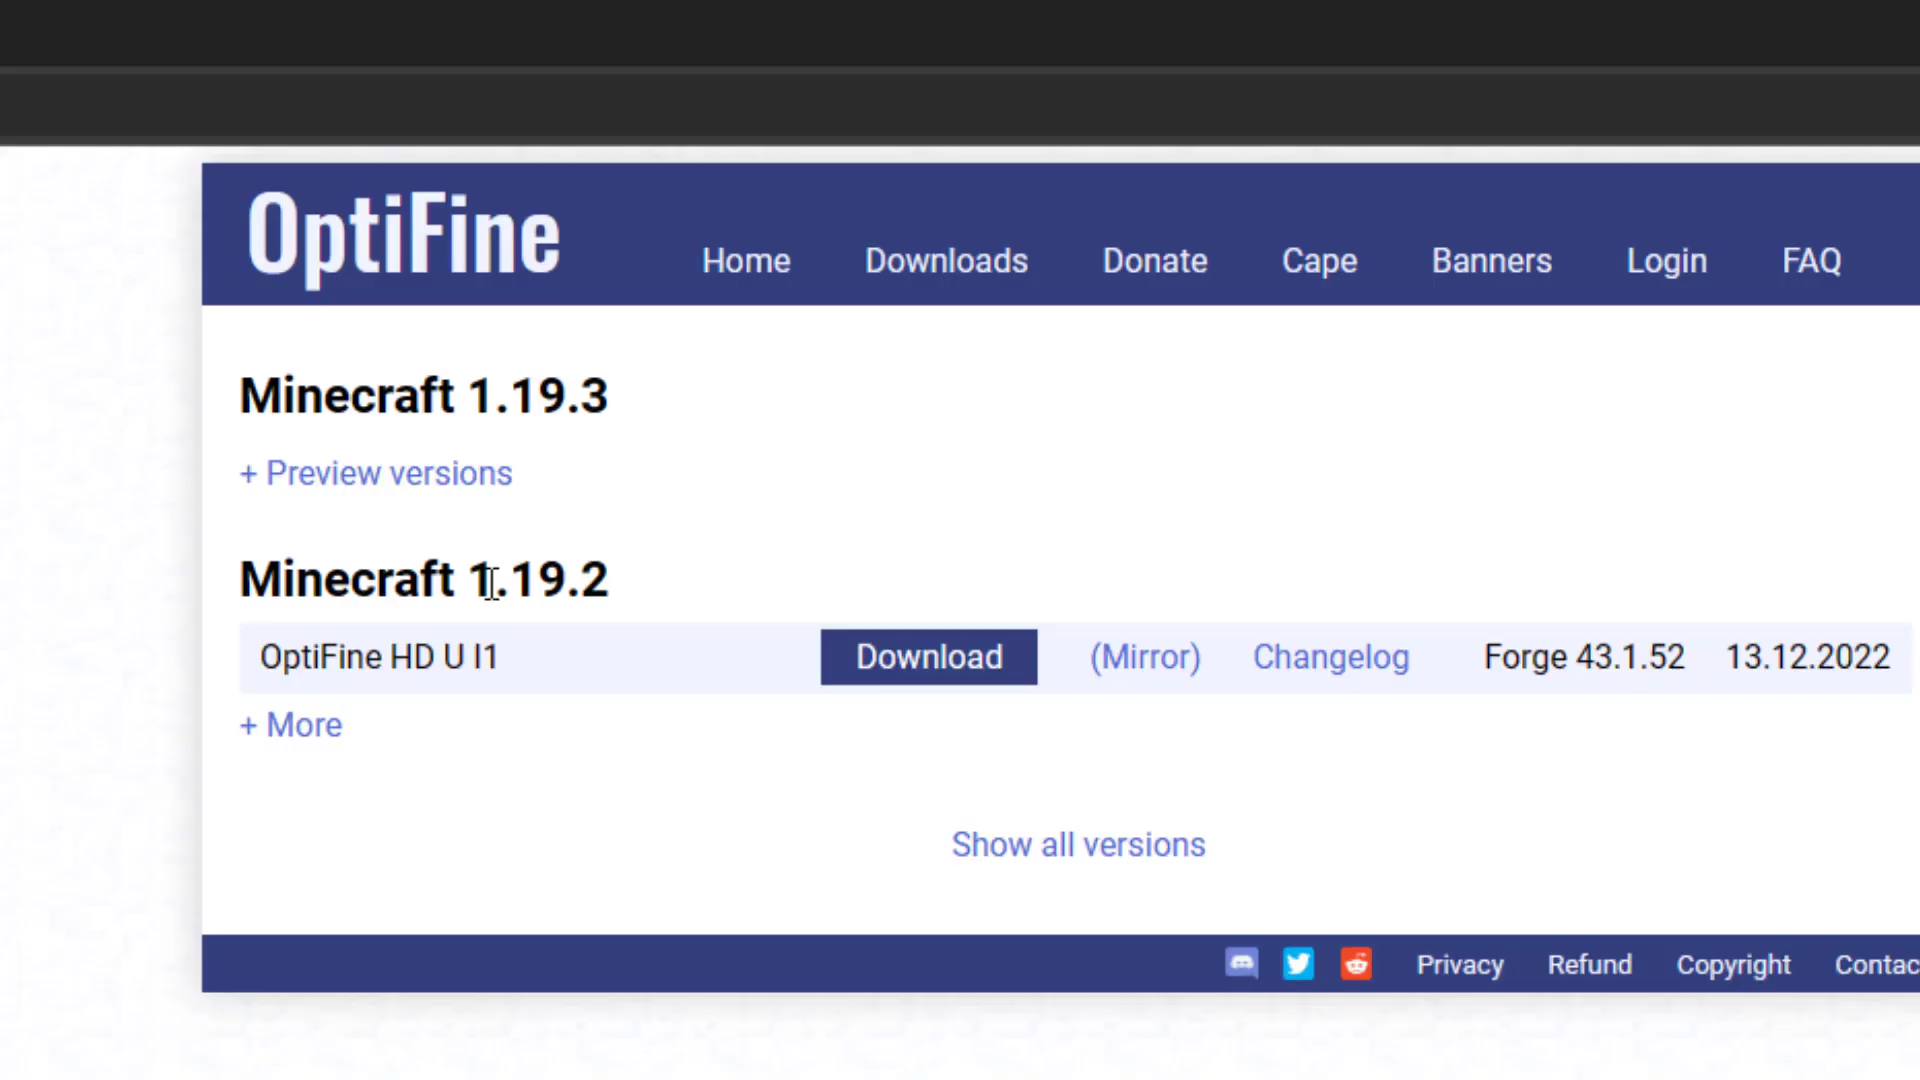 OptiFine
Home Downloads Donate Cape Banners Login FAQ
Minecraft 1.19.3
+ Preview versions
Minecraft 1.19.2
OptiFine HD U I1 Download (Mirror) Changelog Forge 43.1.52 13.12.2022
+ More
Show all versions
Privacy Refund Copyright Contac